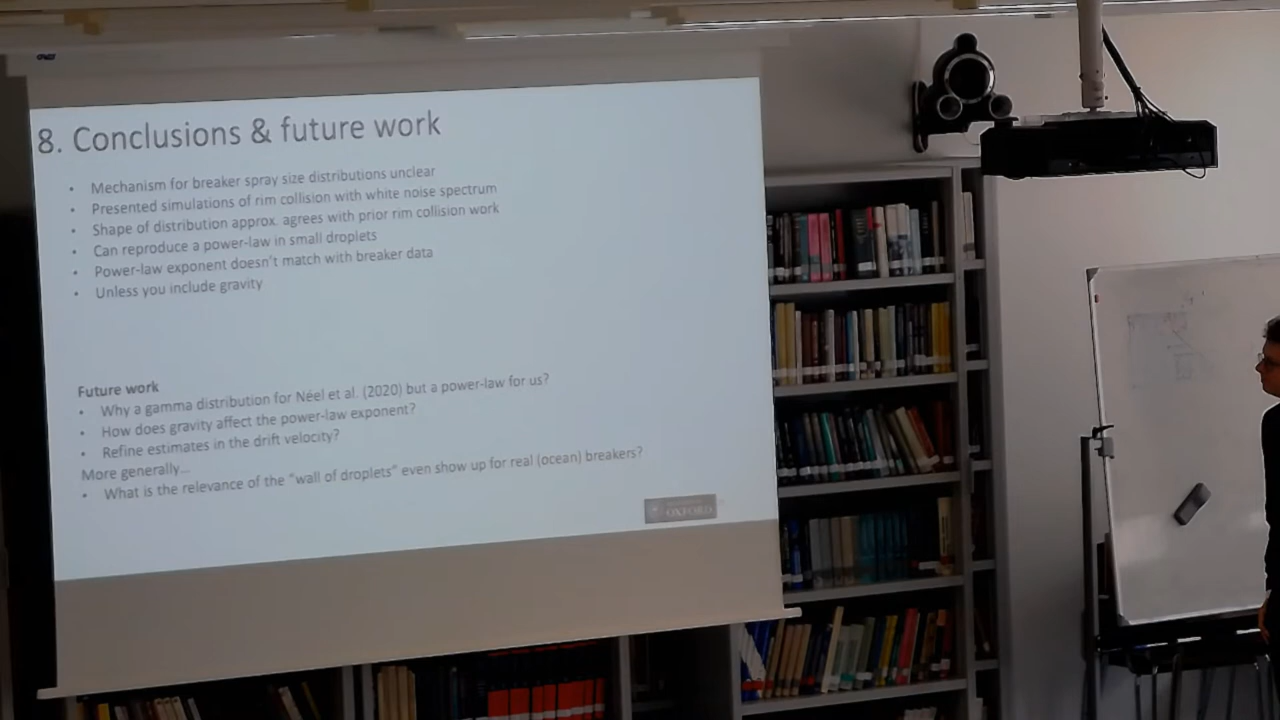 8. Conclusions & future work
• Mechanism for breaker spray size distributions unclear
• Presented simulations of rim collision with white noise spectrum
• Shape of distribution approx. agrees with prior rim collision work
• Can reproduce a power-law in small droplets
• Power-law exponent doesn't match with breaker data
• Unless you include gravity
Future work
• Why a gamma distribution for Néel et al. (2020) but a power-law for us?
• How does gravity affect the power-law exponent?
• Refine estimates in the drift velocity?
More generally...
• What is the relevance of the "wall of droplets" even show up for real (ocean) breakers?
OXFORD